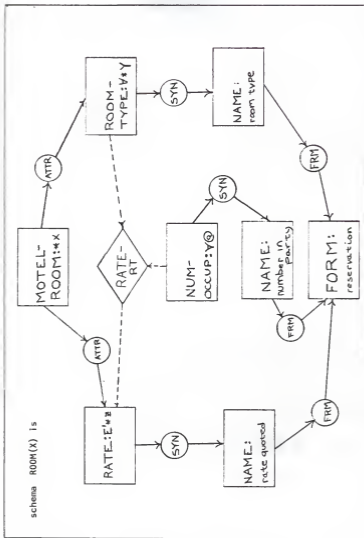 schema ROOM(X) is
MOTEL-
ROOM:*x
ATTR
ATTR
RATE:E'*z
RATE-
RT
ROOM-
TYPE:∀*y
NUM-
OCCUP:∀@
SYN
SYN
SYN
NAME:
rate quoted
NAME:
number in
party
NAME:
room type
FRM
FRM
FRM
FORM:
reservation